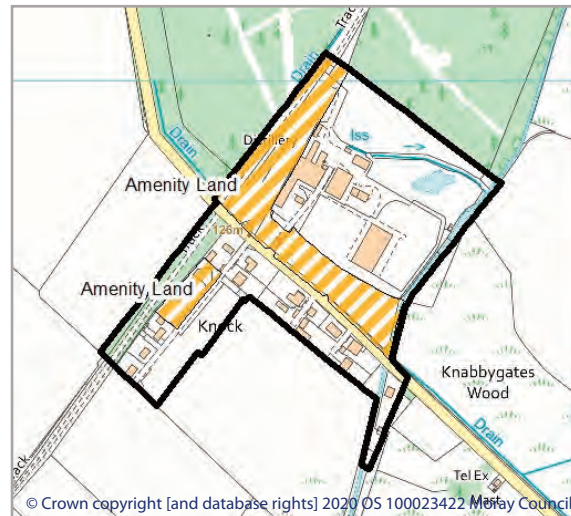 Track
Drain
Distillery
Iss
Drain
Amenity Land
126m
Track
Amenity Land
Knock
Knabbygates
Wood
Drain
Track
Tel Ex
Mast
© Crown copyright [and database rights] 2020 OS 100023422 Moray Council